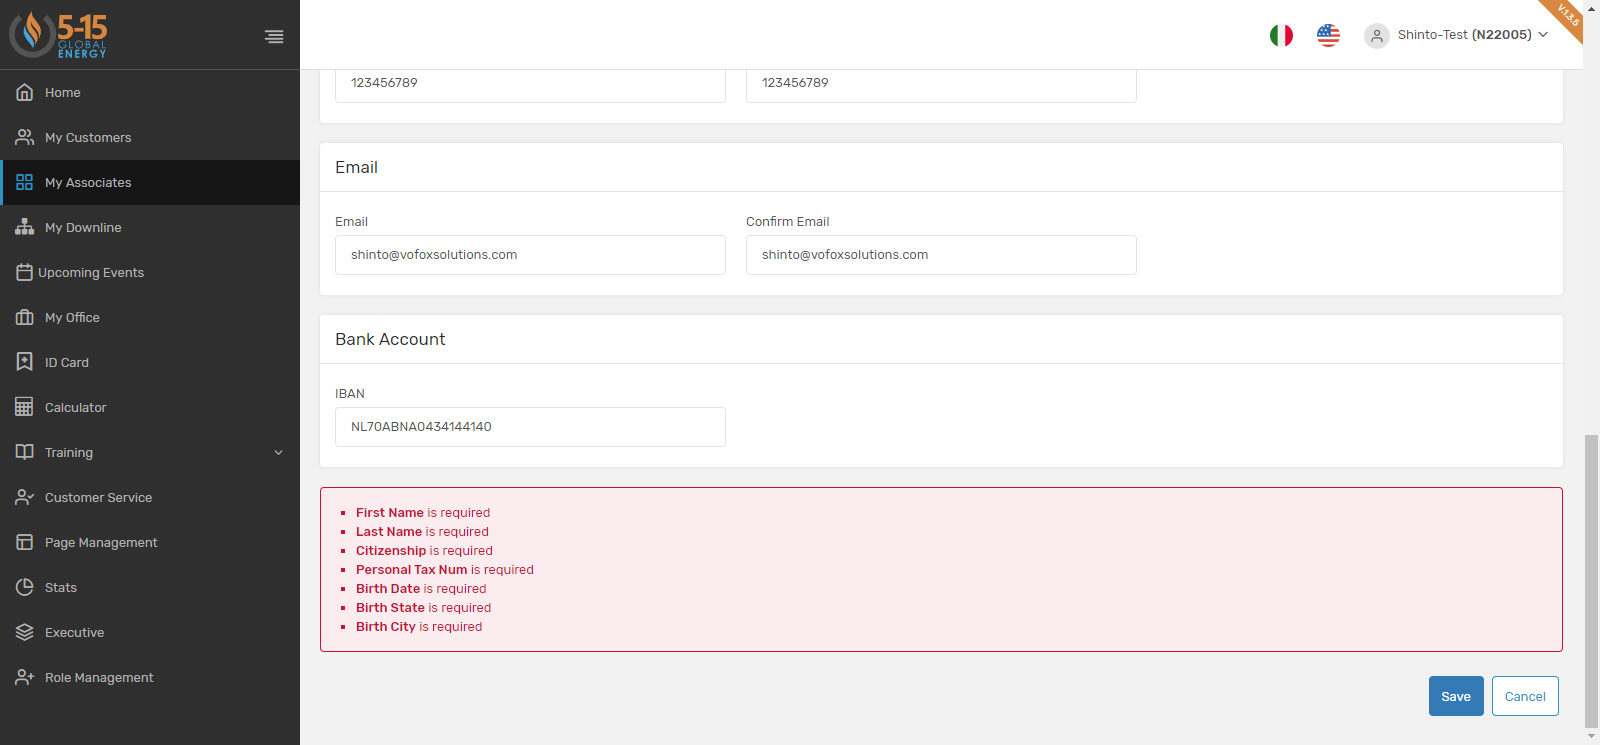 5-15
GLOBAL
ENERGY
Shinto-Test (N22005)
V.1.3.5
Home
My Customers
My Associates
My Downline
Upcoming Events
My Office
ID Card
Calculator
Training
Customer Service
Page Management
Stats
Executive
Role Management
123456789
123456789
Email
Email
Confirm Email
shinto@vofoxsolutions.com
shinto@vofoxsolutions.com
Bank Account
IBAN
NL70ABNA0434144140
First Name is required
Last Name is required
Citizenship is required
Personal Tax Num is required
Birth Date is required
Birth State is required
Birth City is required
Save
Cancel